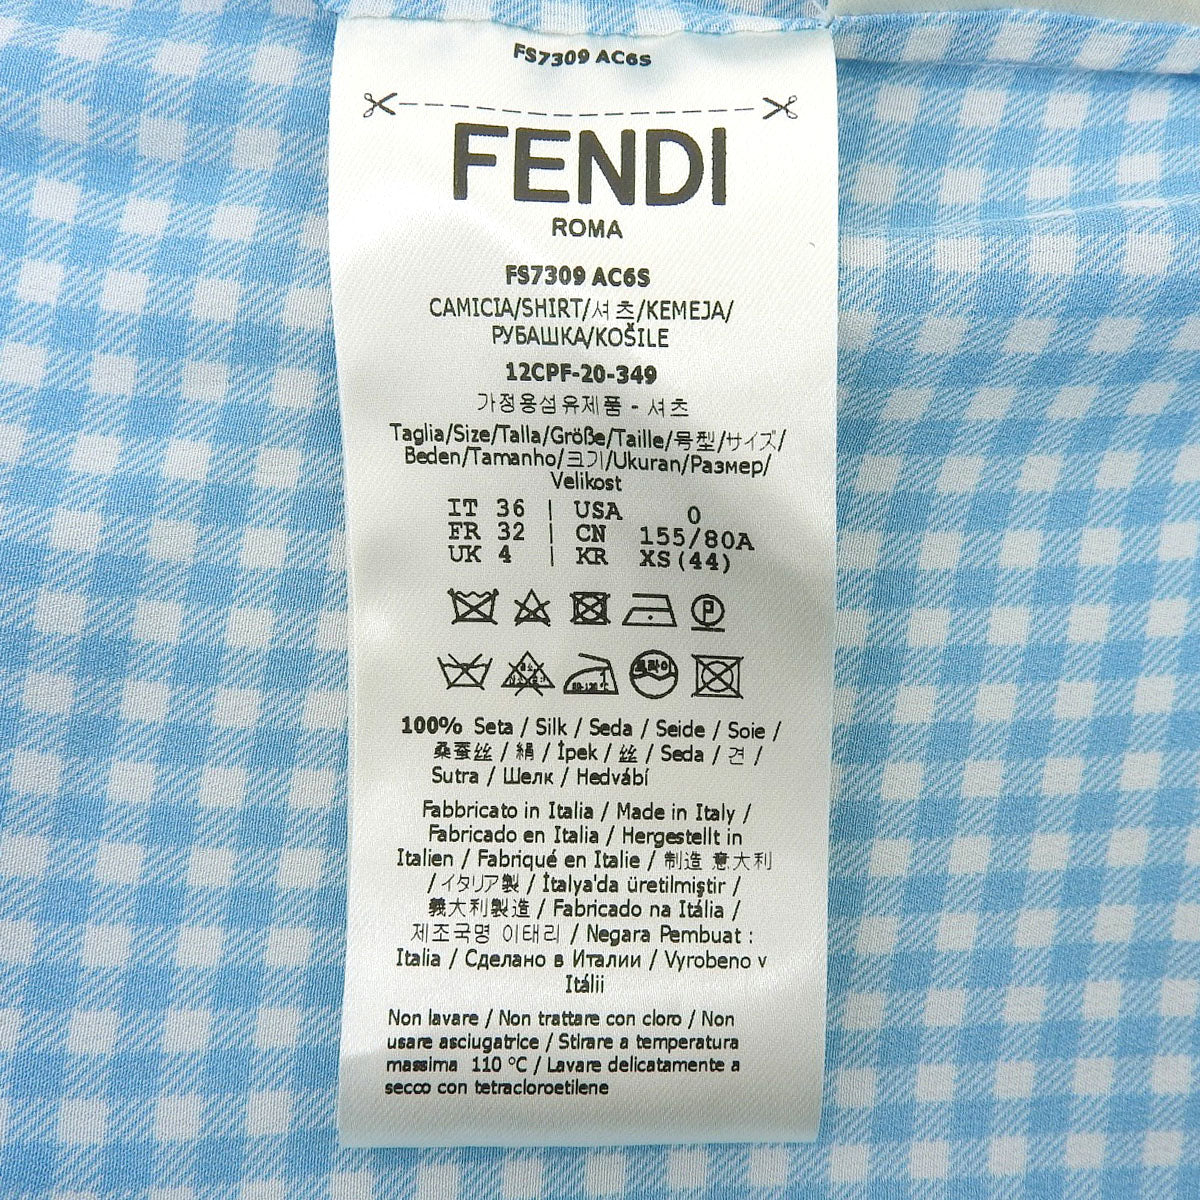 FS7309 AC6S
FENDI
ROMA
FS7309 AC6S
CAMICIA/SHIRT/셔츠/KEMEJA/
РУБАШКА/KOŠILE
12CPF-20-349
가정용섬유제품 - 셔츠
Taglia/Size/Talla/Größe/Taille/号型/サイズ/
Beden/Tamanho/크기/Ukuran/Размер/
Velikost
IT 36 | USA 0
FR 32 | CN 155/80A
UK 4 | KR XS(44)
P
염소 80-120°C 드라이
100% Seta / Silk / Seda / Seide / Soie /
桑蚕丝 / 絹 / İpek / 丝 / Seda / 견 /
Sutra / Шелк / Hedvábí
Fabbricato in Italia / Made in Italy /
Fabricado en Italia / Hergestellt in
Italien / Fabriqué en Italie / 制造 意大利
/ イタリア製 / İtalya'da üretilmiştir /
義大利製造 / Fabricado na Itália /
제조국명 이태리 / Negara Pembuat :
Italia / Сделано в Италии / Vyrobeno v
Itálii
Non lavare / Non trattare con cloro / Non
usare asciugatrice / Stirare a temperatura
massima 110 °C / Lavare delicatamente a
secco con tetracloroetilene